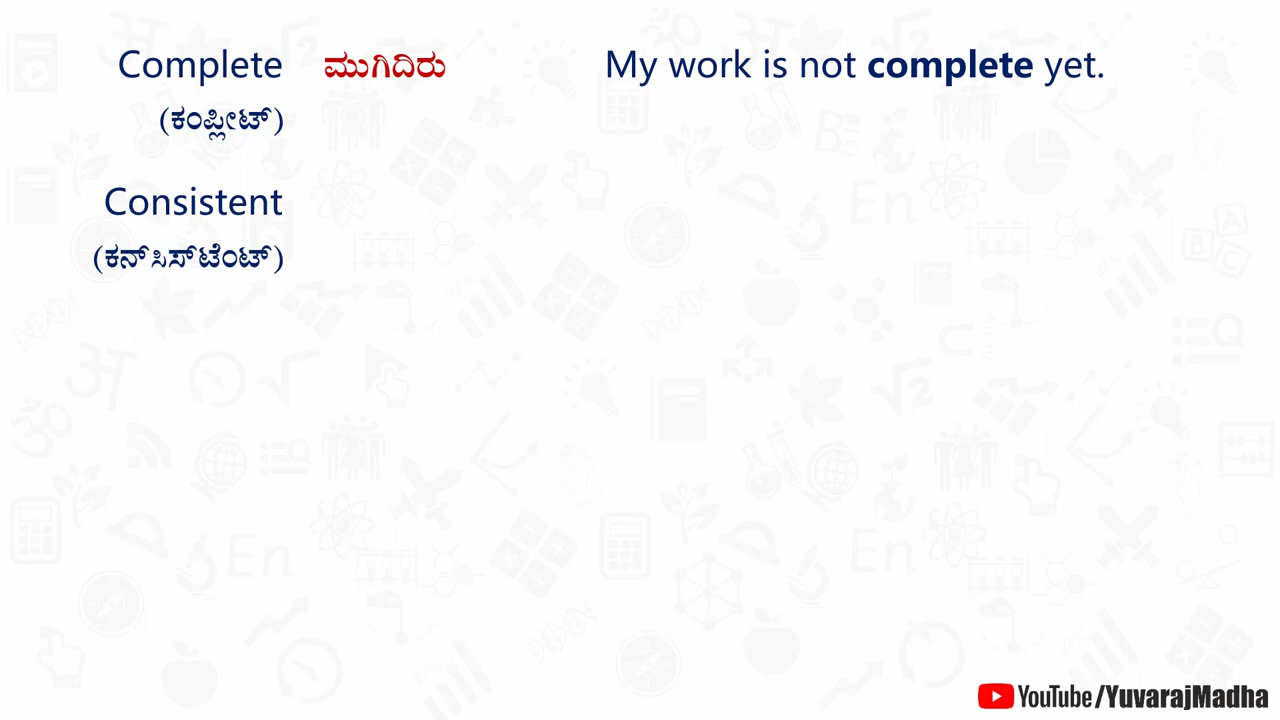 Complete ಮುಗಿದಿರು My work is not complete yet.
(ಕಂಪ್ಲೀಟ್)
Consistent
(ಕನ್‌ಸಿಸ್‌ಟೆಂಟ್)
YouTube/YuvarajMadha